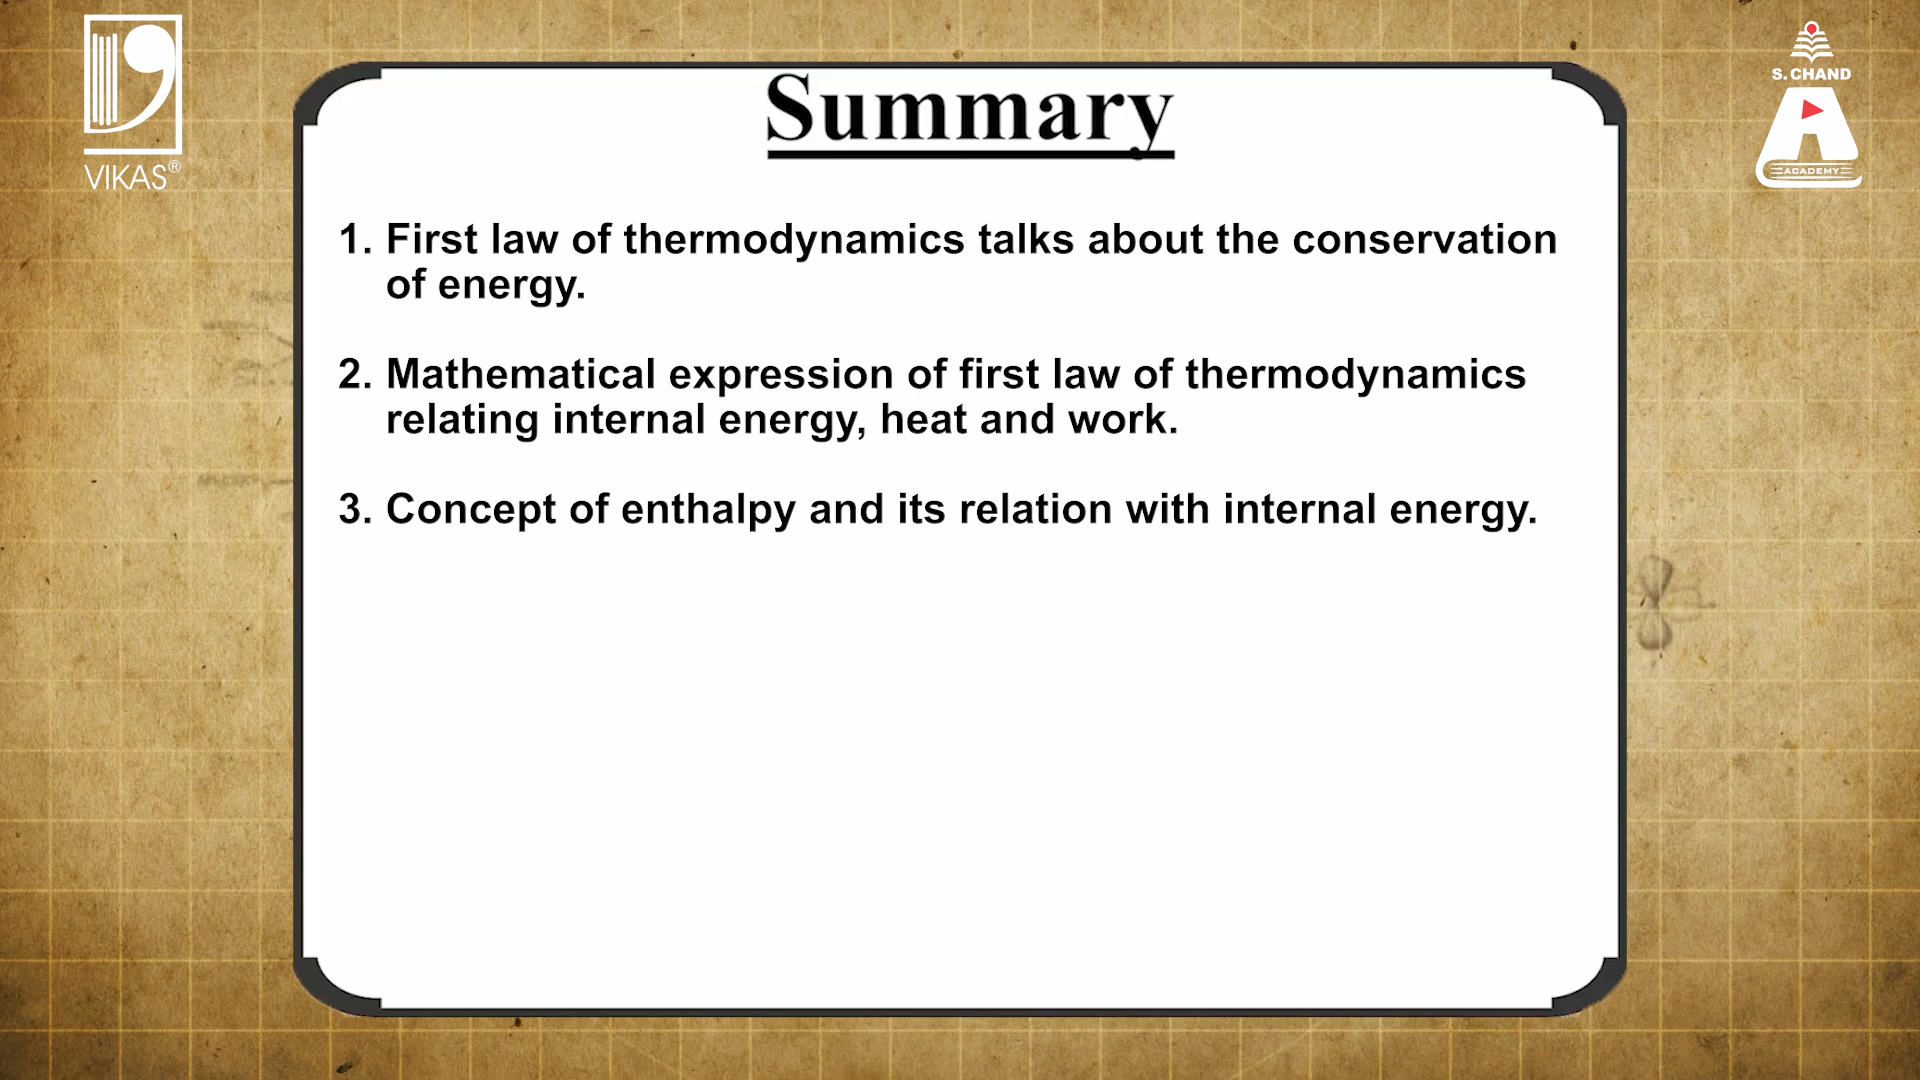 VIKAS®
S. CHAND
ACADEMY
Summary
1. First law of thermodynamics talks about the conservation
of energy.
2. Mathematical expression of first law of thermodynamics
relating internal energy, heat and work.
3. Concept of enthalpy and its relation with internal energy.